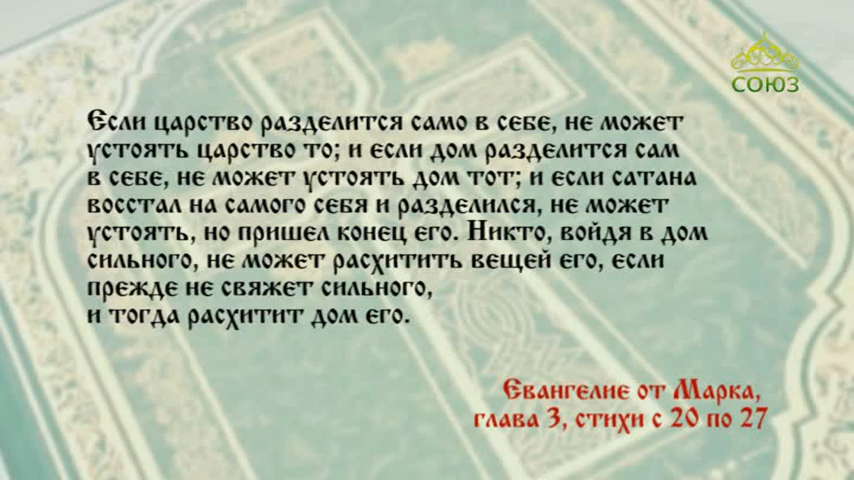 СОЮЗ
Если царство разделится само в себе, не может
устоять царство то; и если дом разделится сам
в себе, не может устоять дом тот; и если сатана
восстал на самого себя и разделился, не может
устоять, но пришел конец его. Никто, войдя в дом
сильного, не может расхитить вещей его, если
прежде не свяжет сильного,
и тогда расхитит дом его.
Евангелие от Марка,
глава 3, стихи с 20 по 27